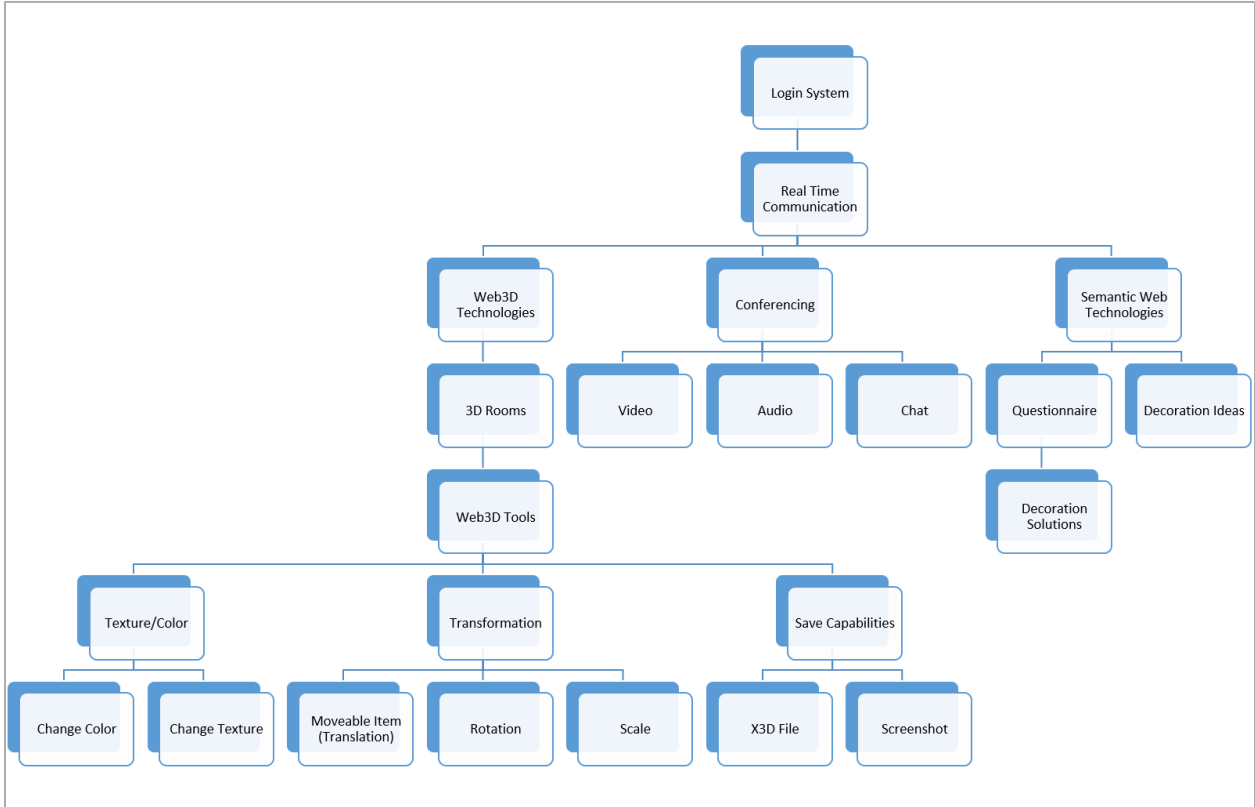 Login System
Real Time
Communication
Web3D
Technologies
Conferencing
Semantic Web
Technologies
3D Rooms
Video
Audio
Chat
Questionnaire
Decoration Ideas
Web3D Tools
Decoration
Solutions
Texture/Color
Transformation
Save Capabilities
Change Color
Change Texture
Moveable Item
(Translation)
Rotation
Scale
X3D File
Screenshot